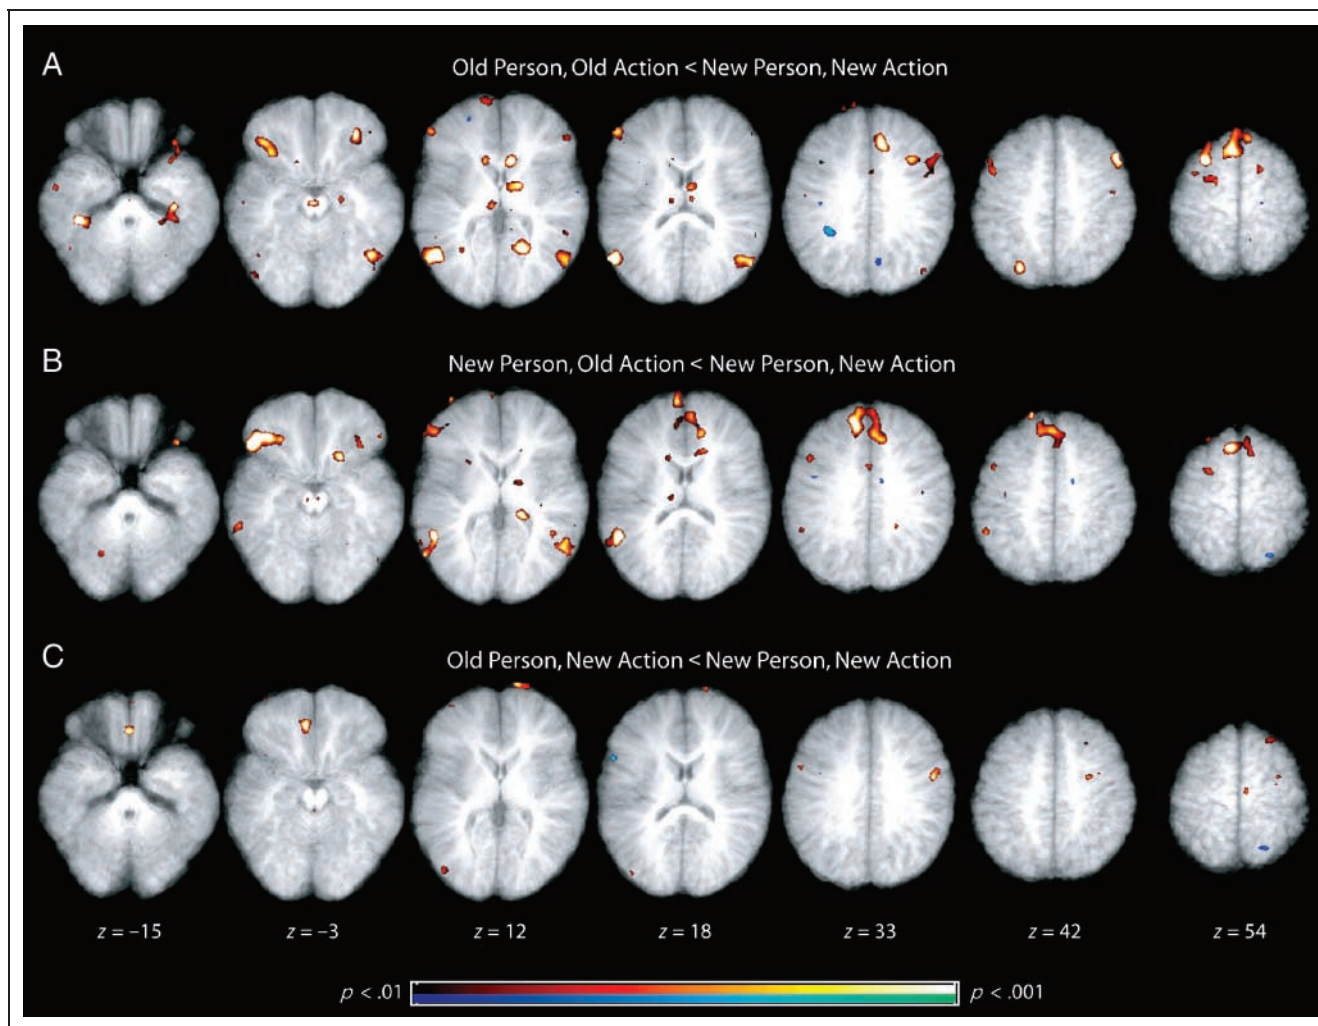 A
Old Person, Old Action < New Person, New Action
B
New Person, Old Action < New Person, New Action
C
Old Person, New Action < New Person, New Action
z = –15 z = –3 z = 12 z = 18 z = 33 z = 42 z = 54
p < .01 p < .001